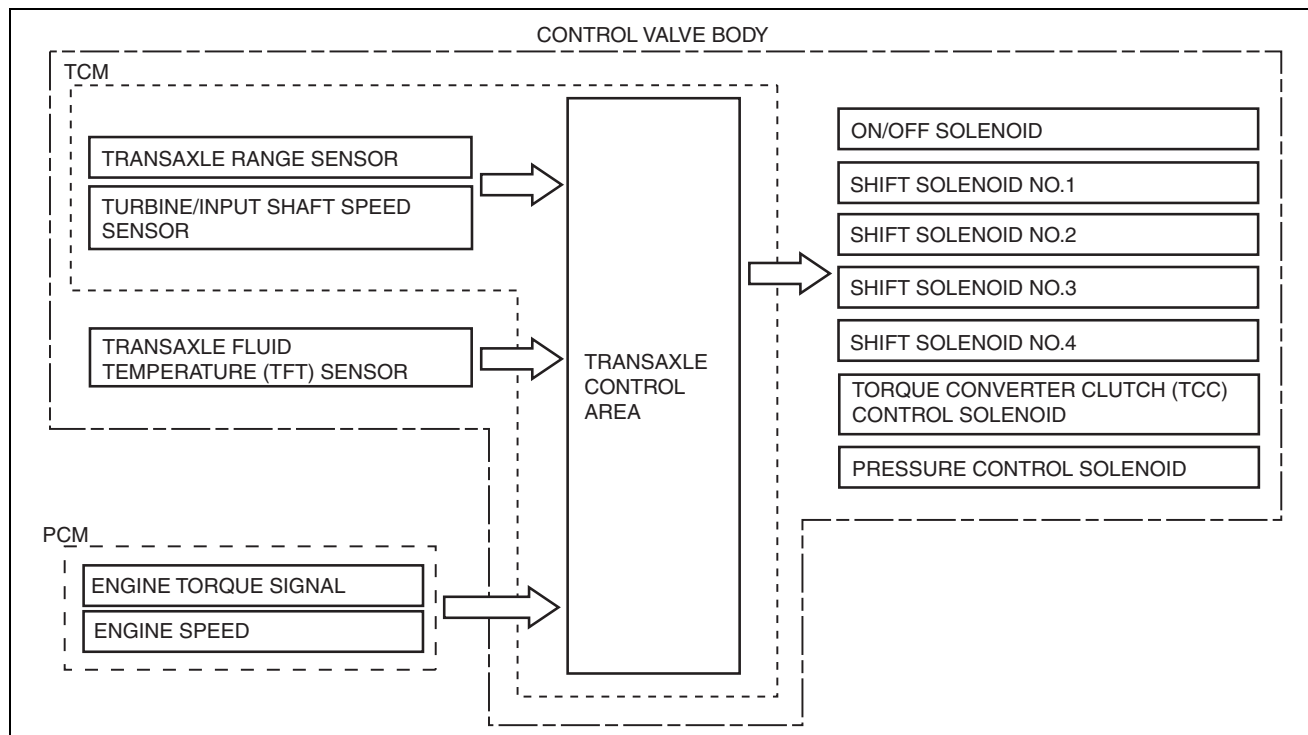 CONTROL VALVE BODY
TCM
TRANSAXLE RANGE SENSOR
TURBINE/INPUT SHAFT SPEED
SENSOR
TRANSAXLE FLUID
TEMPERATURE (TFT) SENSOR
PCM
ENGINE TORQUE SIGNAL
ENGINE SPEED
TRANSAXLE
CONTROL
AREA
ON/OFF SOLENOID
SHIFT SOLENOID NO.1
SHIFT SOLENOID NO.2
SHIFT SOLENOID NO.3
SHIFT SOLENOID NO.4
TORQUE CONVERTER CLUTCH (TCC)
CONTROL SOLENOID
PRESSURE CONTROL SOLENOID